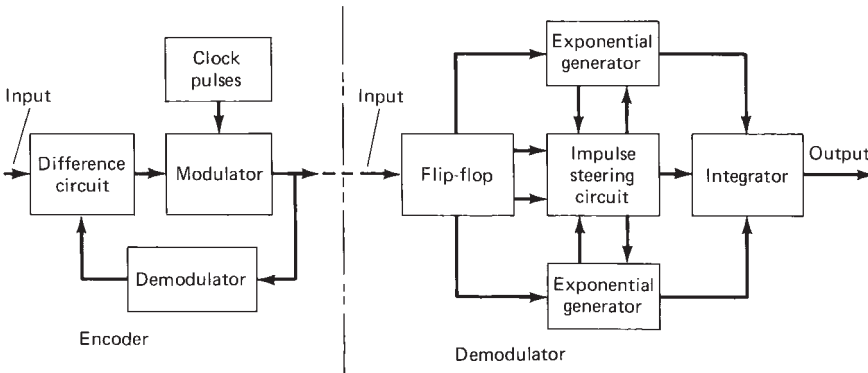 Clock
pulses
Input
Difference
circuit
Modulator
Demodulator
Encoder
Input
Flip-flop
Exponential
generator
Impulse
steering
circuit
Exponential
generator
Integrator
Output
Demodulator